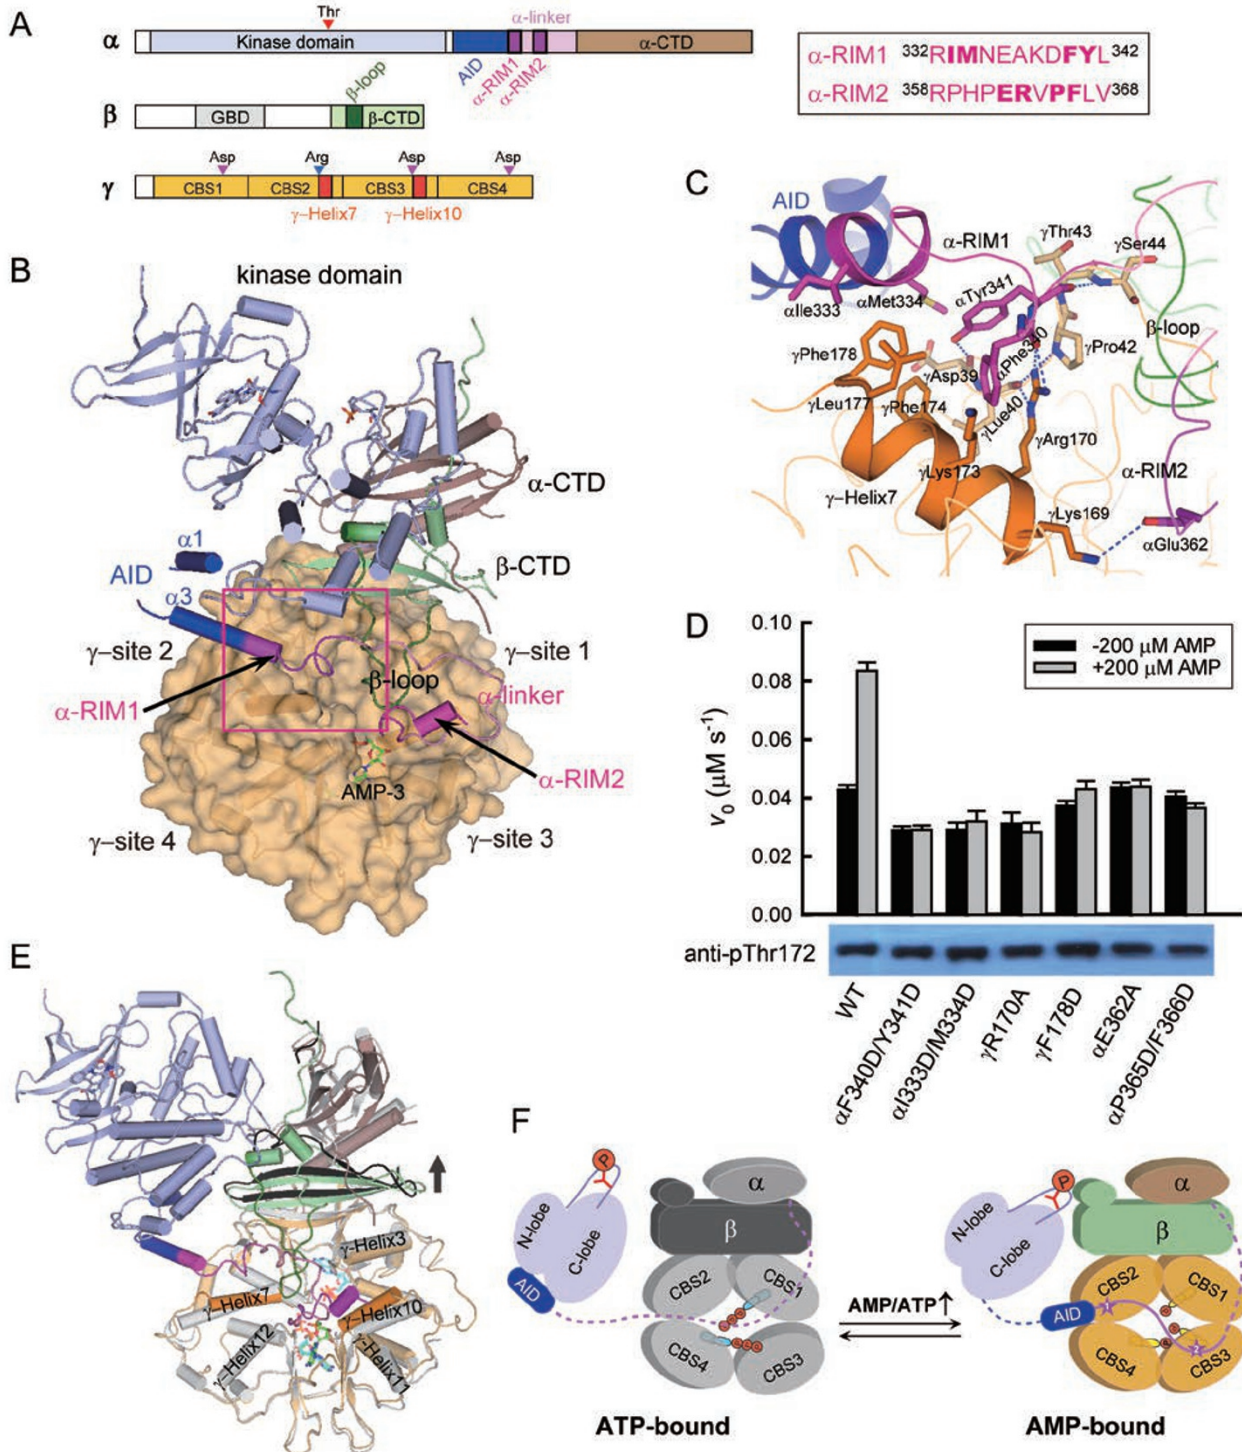 A
Thr
α-linker
α
Kinase domain
α-CTD
AID
α-RIM1
α-RIM2
β-loop
β
GBD
β-CTD
Asp
Arg
Asp
Asp
γ
CBS1
CBS2
CBS3
CBS4
γ-Helix7
γ-Helix10
α-RIM1 332RIMNEAKDFYL342
α-RIM2 358RPHPERVPFLV368
B
kinase domain
α-CTD
α1
AID
β-CTD
α3
γ-site 2
γ-site 1
β-loop
α-linker
α-RIM1
α-RIM2
AMP-3
γ-site 4
γ-site 3
C
AID
α-RIM1
γThr43
γSer44
αTyr341
αMet334
αIle333
β-loop
γPhe178
αPhe340
γPro42
γAsp39
γLeu177
γPhe174
γLue40
γArg170
γLys173
α-RIM2
γ-Helix7
γLys169
αGlu362
D
0.10
0.08
0.06
0.04
0.02
0.00
v0 (μM s-1)
-200 μM AMP
+200 μM AMP
anti-pThr172
WT
αF340D/Y341D
αI333D/M334D
γR170A
γF178D
αE362A
αP365D/F366D
E
γ-Helix3
γ-Helix7
γ-Helix10
γ-Helix12
γ-Helix11
F
P
N-lobe
C-lobe
AID
α
β
CBS2
CBS1
CBS4
CBS3
ATP-bound
AMP/ATP↑
P
N-lobe
C-lobe
AID
α
β
CBS2
CBS1
CBS4
CBS3
AMP-bound